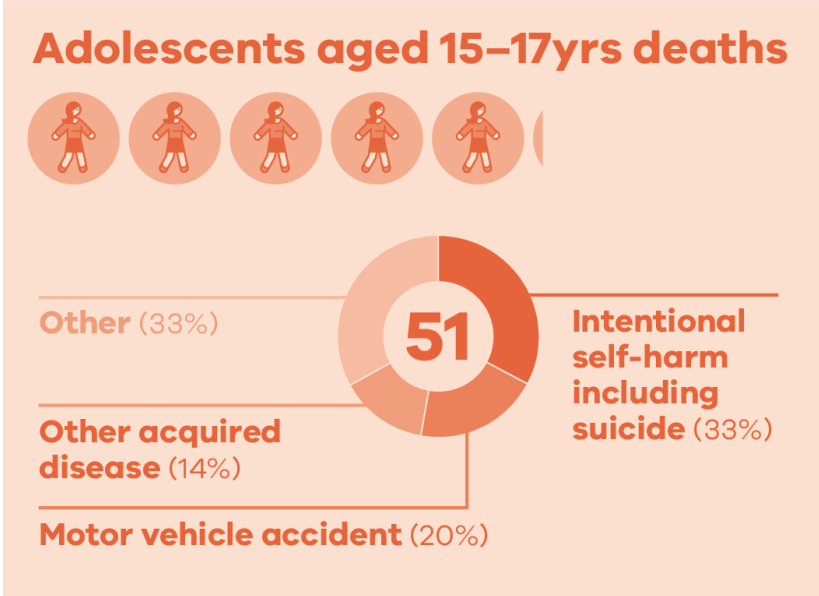 Adolescents aged 15–17yrs deaths
51
Other (33%)
Intentional
self-harm
including
suicide (33%)
Other acquired
disease (14%)
Motor vehicle accident (20%)